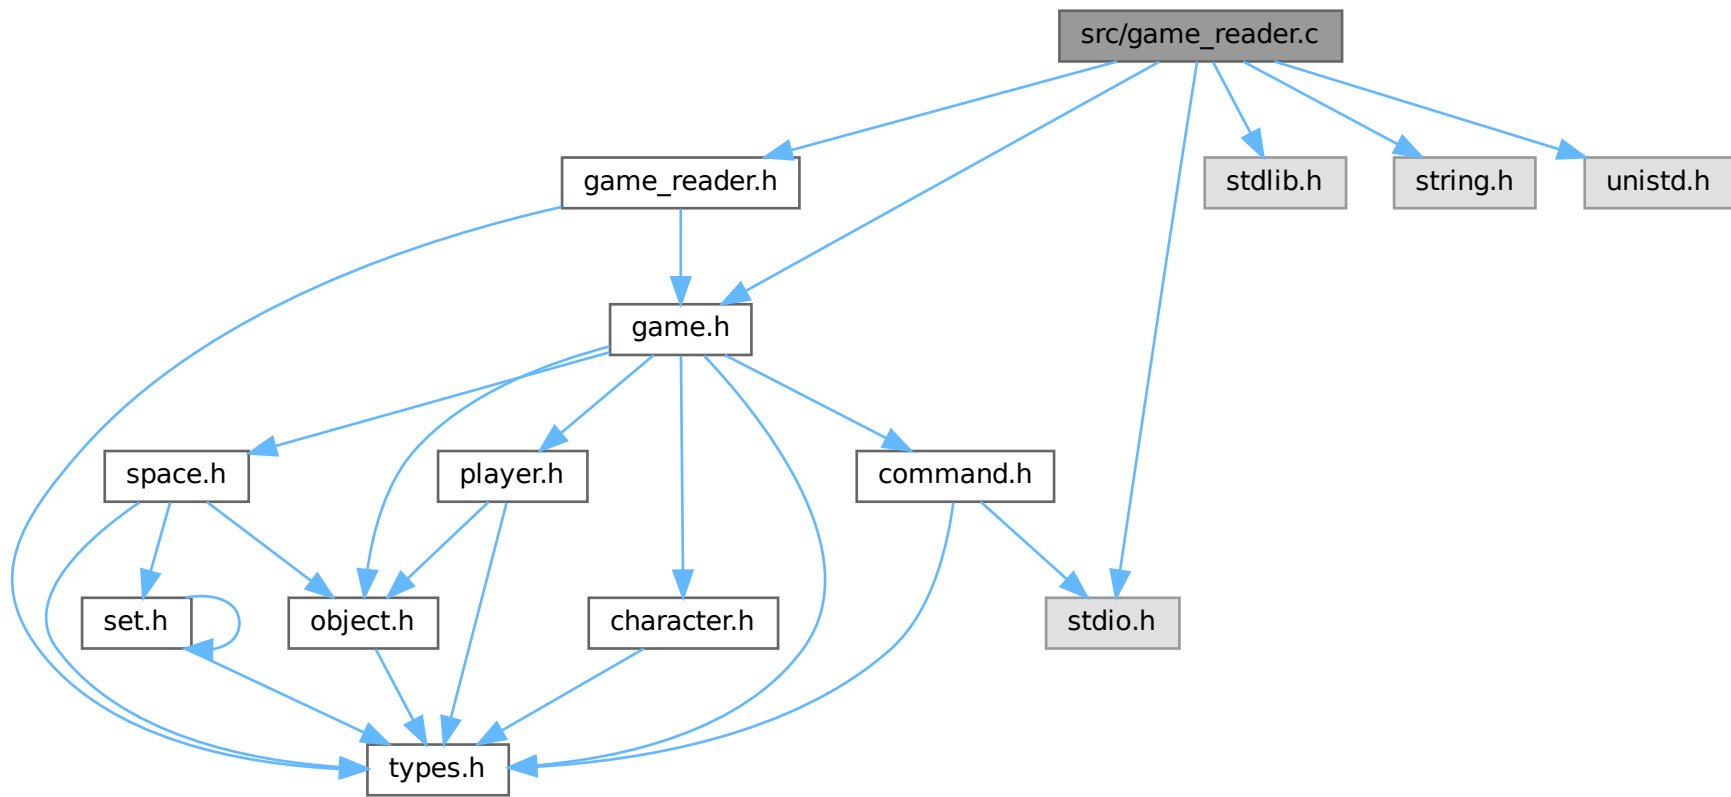 src/game_reader.c
game_reader.h
stdlib.h
string.h
unistd.h
game.h
space.h
player.h
command.h
set.h
object.h
character.h
stdio.h
types.h